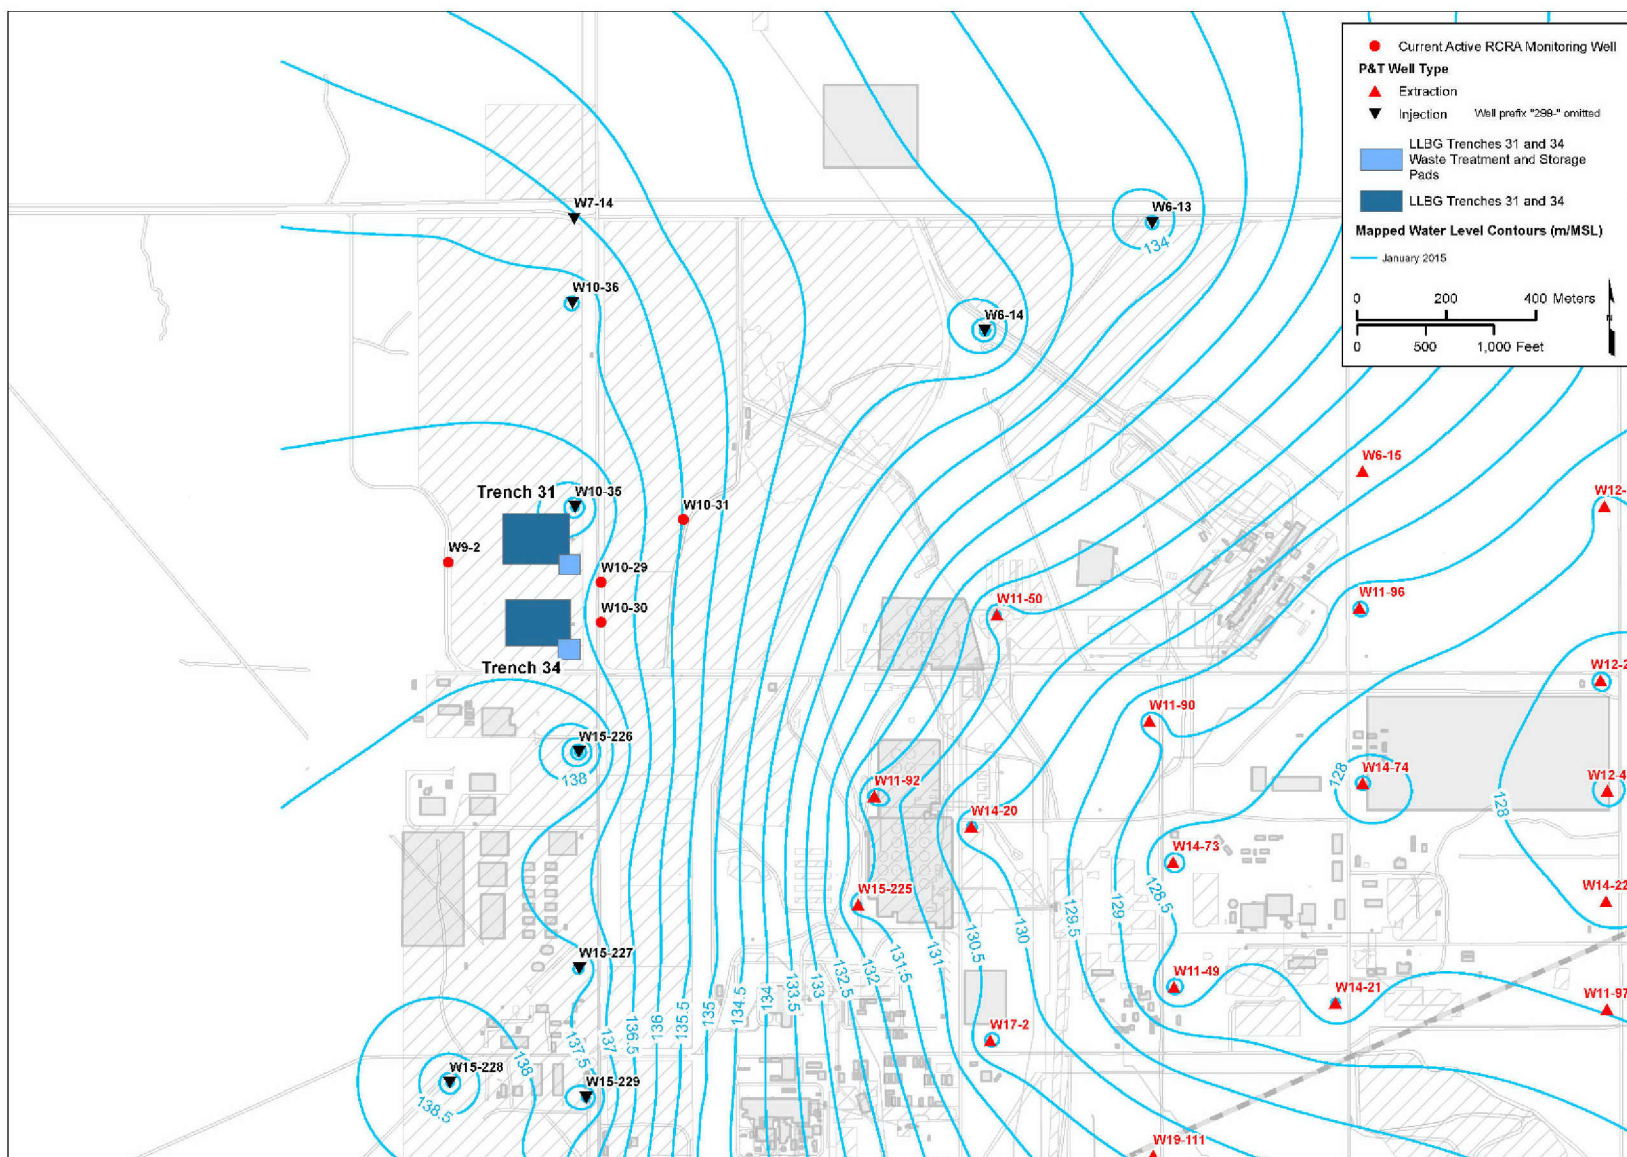 Current Active RCRA Monitoring Well
P&T Well Type
Extraction
Injection
Well prefix "299-" omitted
LLBG Trenches 31 and 34
Waste Treatment and Storage
Pads
LLBG Trenches 31 and 34
Mapped Water Level Contours (m/MSL)
January 2015
0 200 400 Meters
0 500 1,000 Feet
W7-14
W6-13
134
W10-36
W6-14
W6-15
Trench 31
W10-35
W10-31
W12-
W9-2
W10-29
W10-30
W11-50
W11-96
Trench 34
W12-2
W11-90
W15-226
138
W11-92
W14-20
128
W14-74
W12-4
128
W14-73
W15-225
128.5
W14-22
129.5
129
130
130.5
131
131.5
132
132.5
133
133.5
134
134.5
135
135.5
136
136.5
137
137.5
W15-227
W11-49
W14-21
W11-97
W17-2
138
W15-228
138.5
W15-229
W19-111